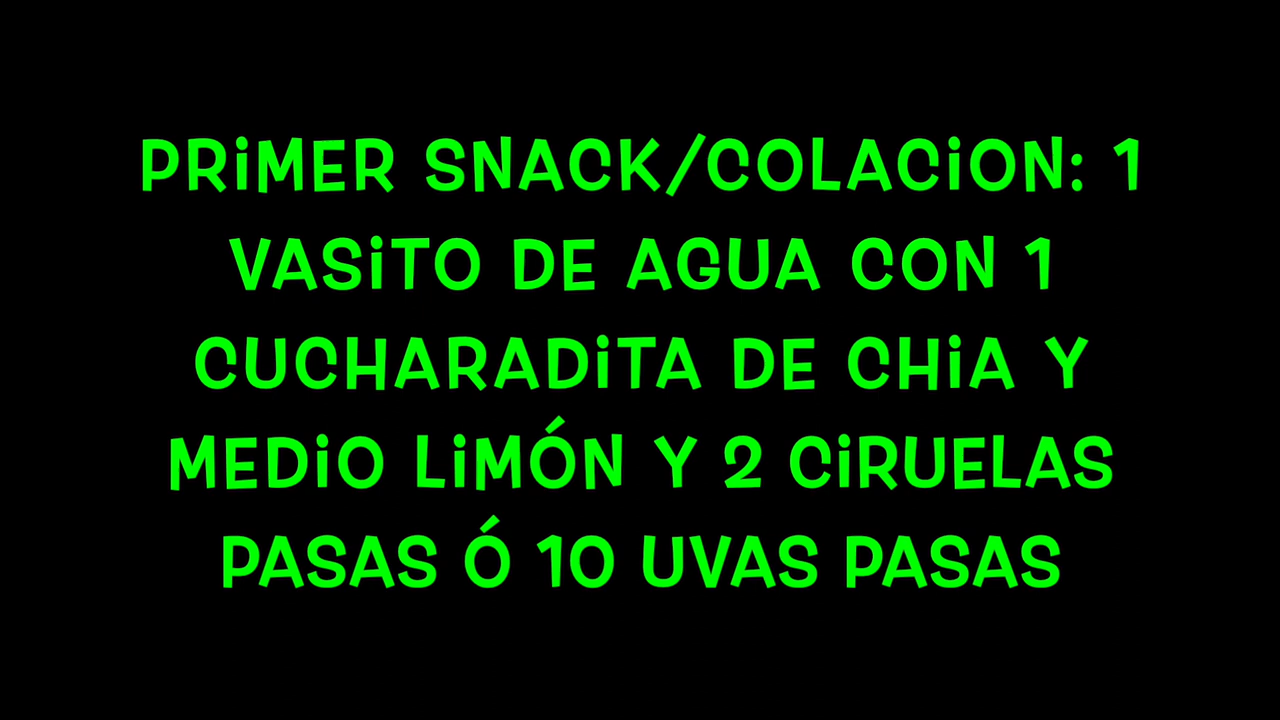 PRiMER SNACK/COLACiON: 1
VASiTO DE AGUA CON 1
CUCHARADiTA DE CHiA Y
MEDiO LiMÓN Y 2 CiRUELAS
PASAS Ó 10 UVAS PASAS